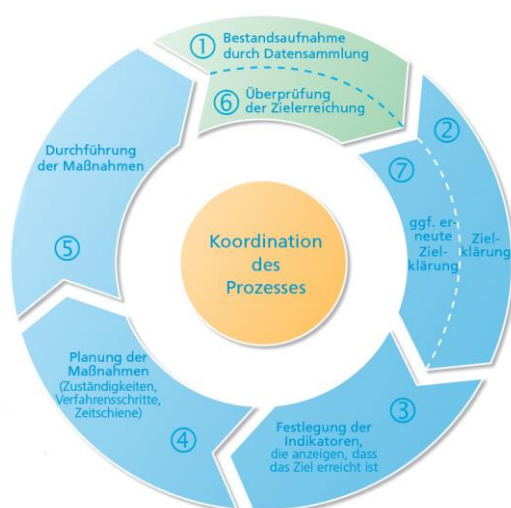 ① Bestandsaufnahme
durch Datensammlung
⑥ Überprüfung
der Zielerreichung
②
Ziel-
klärung
⑦
ggf. er-
neute
Ziel-
klärung
③
Festlegung der
Indikatoren,
die anzeigen, dass
das Ziel erreicht ist
④
Planung der
Maßnahmen
(Zuständigkeiten,
Verfahrensschritte,
Zeitschiene)
⑤
Durchführung
der Maßnahmen
Koordination
des
Prozesses